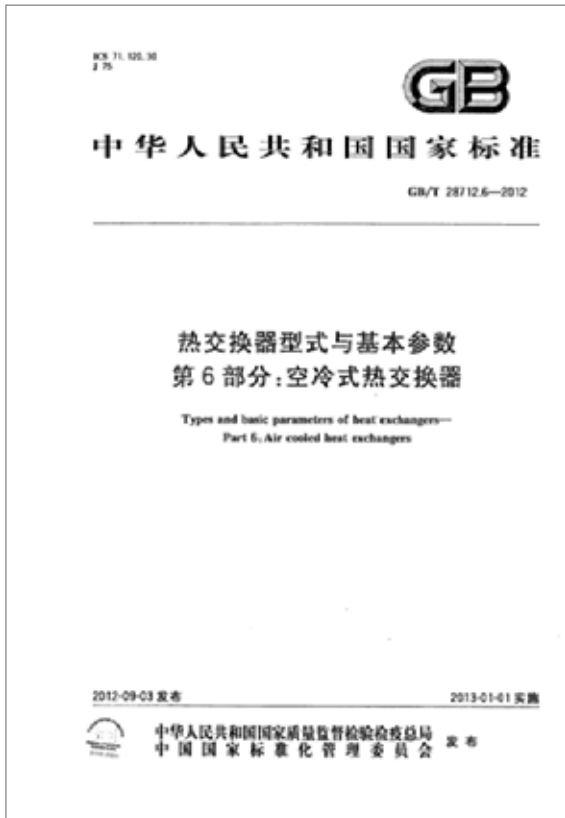 ICS 71.120.30
J 75
GB
中华人民共和国国家标准
GB/T 28712.6—2012
热交换器型式与基本参数
第6部分:空冷式热交换器
Types and basic parameters of heat exchangers—
Part 6: Air cooled heat exchangers
2012-09-03 发布
2013-01-01 实施
中华人民共和国国家质量监督检验检疫总局
中国国家标准化管理委员会
发布